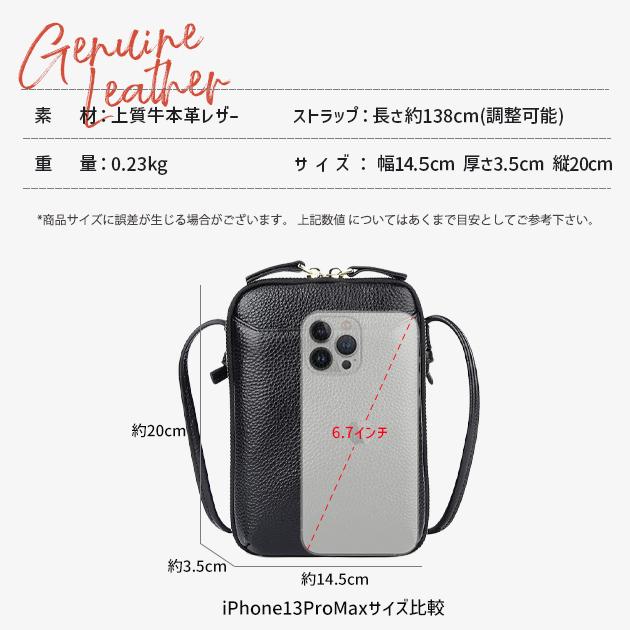 Genuine
Leather
素 材：上質牛本革レザー ストラップ：長さ約138cm(調整可能)
重 量：0.23kg サイズ： 幅14.5cm 厚さ3.5cm 縦20cm
*商品サイズに誤差が生じる場合がございます。上記数値 についてはあくまで目安としてご参考下さい。
6.7インチ
約20cm
約3.5cm
約14.5cm
iPhone13ProMaxサイズ比較